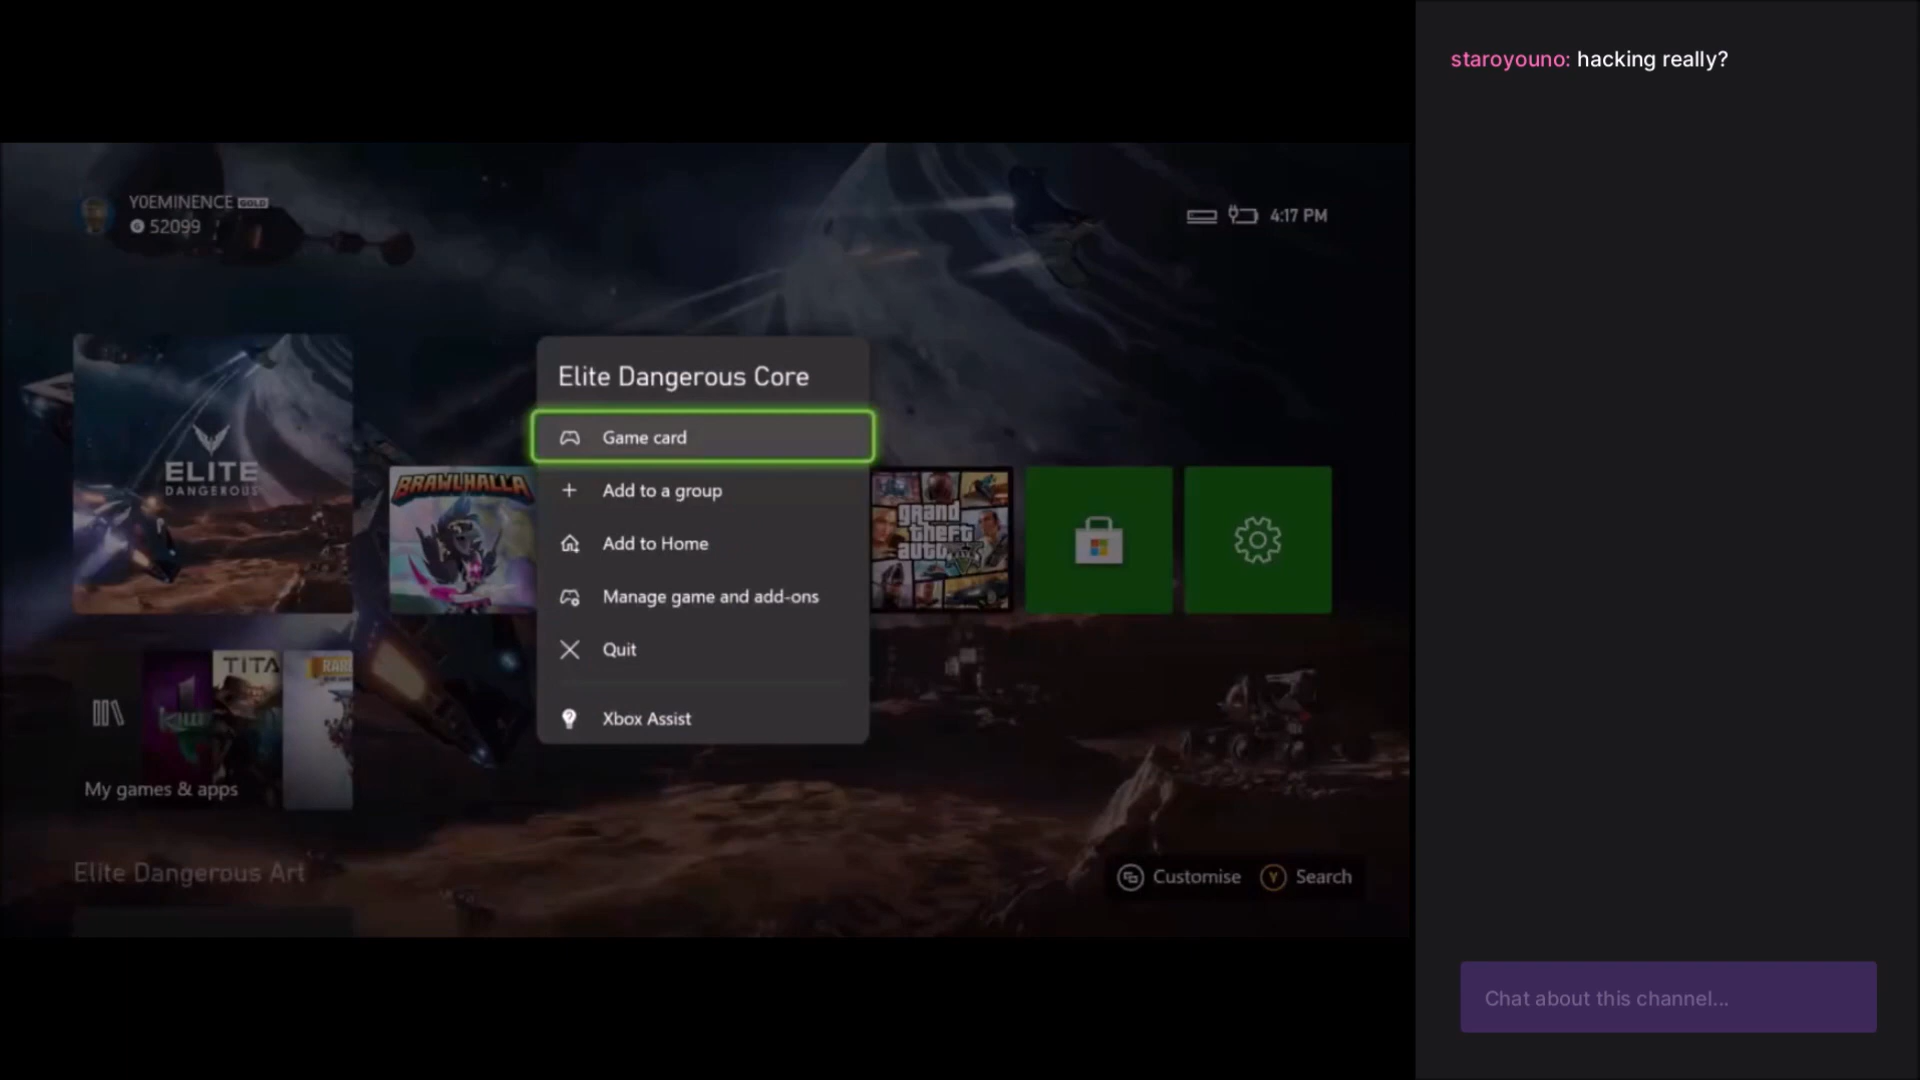 staroyouno: hacking really?
Y0EMINENCE GOLD
G 52099
4:17 PM
Elite Dangerous Core
Game card
Add to a group
Add to Home
Manage game and add-ons
Quit
Xbox Assist
ELITE
DANGEROUS
BRAWLHALLA
grand
theft
auto
V
TITA
RARE
My games & apps
Elite Dangerous Art
Customise
Y Search
Chat about this channel...